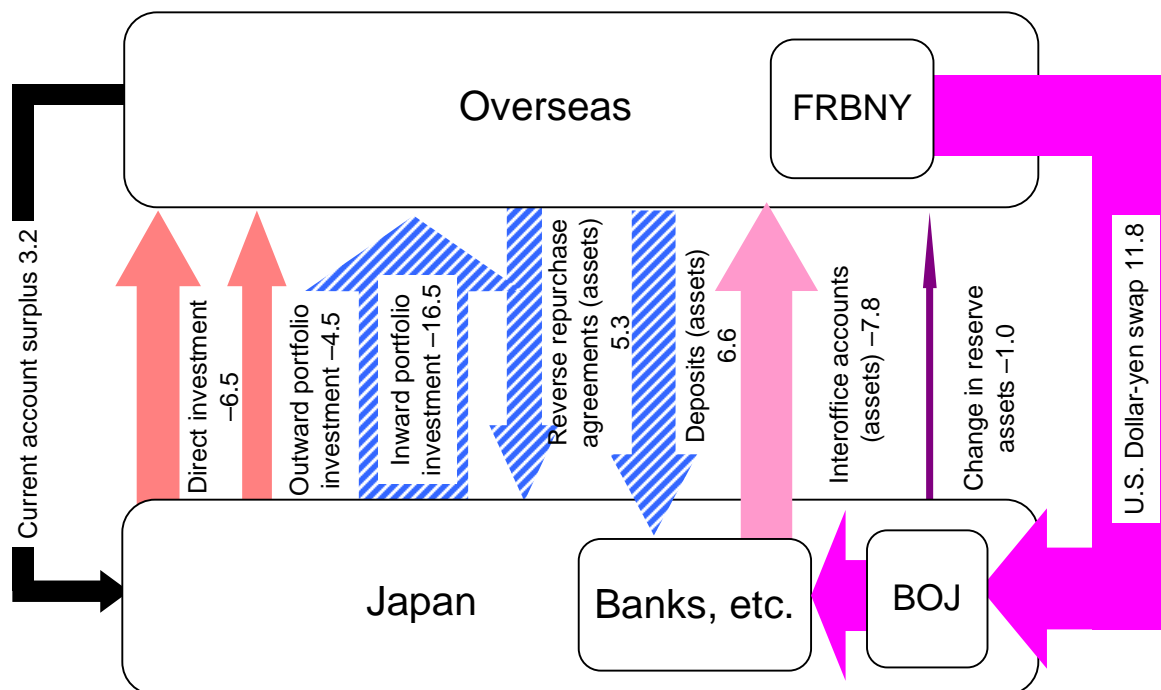 Overseas
FRBNY
Current account surplus 3.2
Direct investment
–6.5
Outward portfolio
investment –4.5
Inward portfolio
investment –16.5
Reverse repurchase
agreements (assets)
5.3
Deposits (assets)
6.6
Interoffice accounts
(assets) –7.8
Change in reserve
assets –1.0
U.S. Dollar-yen swap 11.8
Japan
Banks, etc.
BOJ